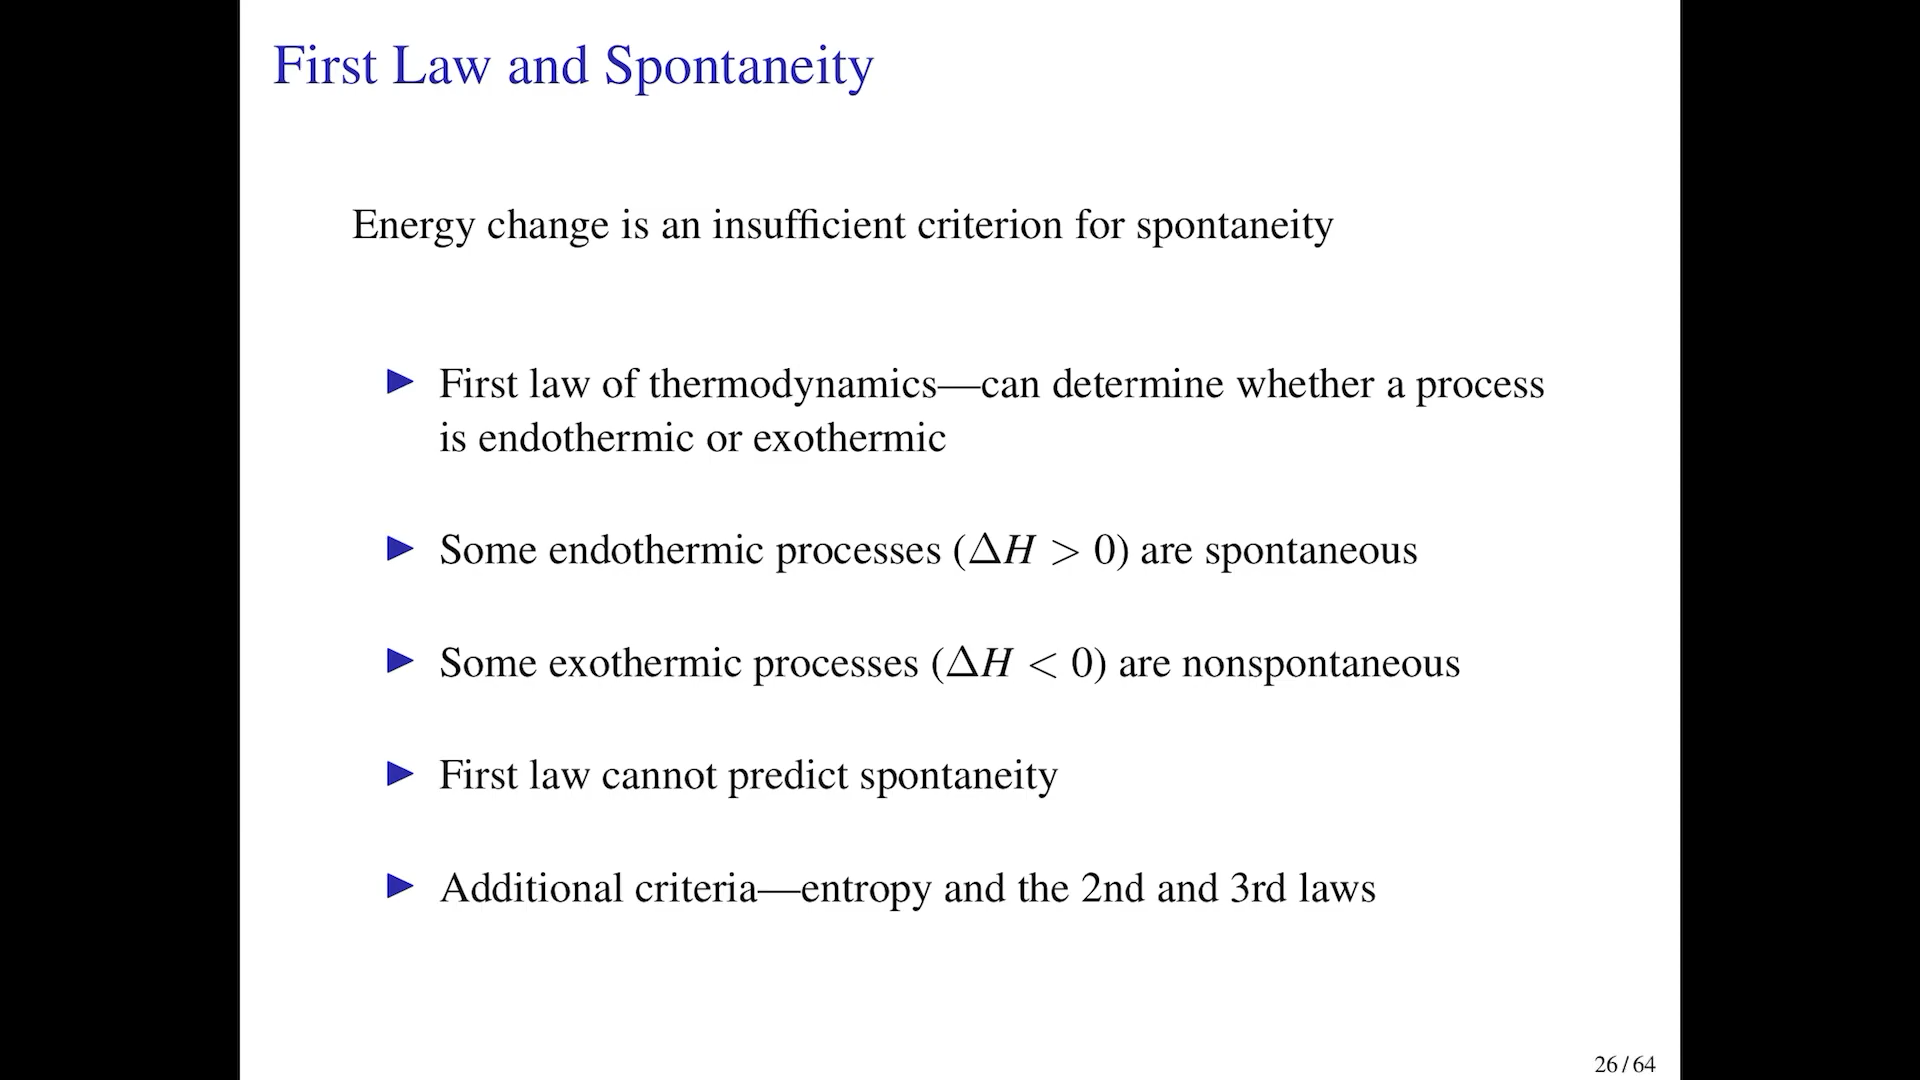 First Law and Spontaneity
Energy change is an insufficient criterion for spontaneity
First law of thermodynamics—can determine whether a process
is endothermic or exothermic
Some endothermic processes (ΔH > 0) are spontaneous
Some exothermic processes (ΔH < 0) are nonspontaneous
First law cannot predict spontaneity
Additional criteria—entropy and the 2nd and 3rd laws
26 / 64